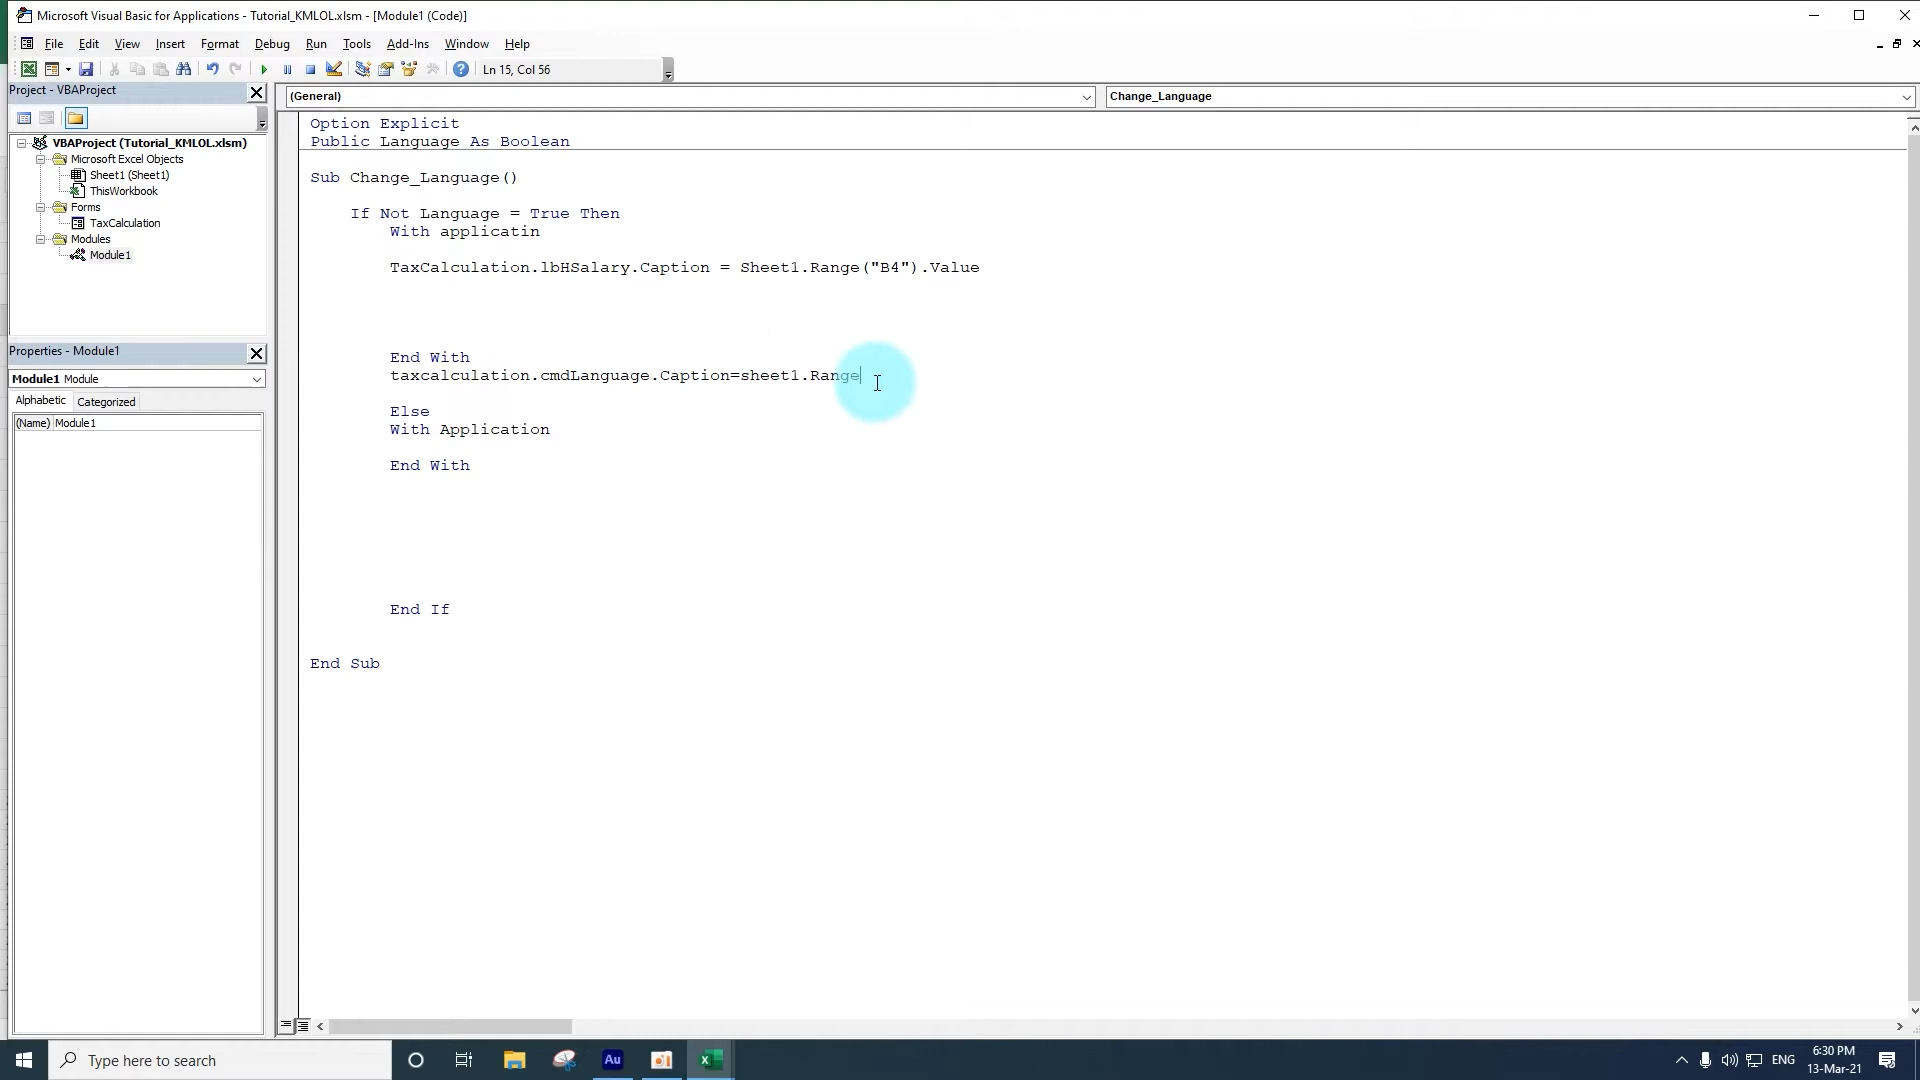 Microsoft Visual Basic for Applications - Tutorial_KMLOL.xlsm - [Module1 (Code)]
File Edit View Insert Format Debug Run Tools Add-Ins Window Help
Ln 15, Col 56
Project - VBAProject
(General)
Change_Language
VBAProject (Tutorial_KMLOL.xlsm)
Microsoft Excel Objects
Sheet1 (Sheet1)
ThisWorkbook
Forms
TaxCalculation
Modules
Module1
Properties - Module1
Module1 Module
Alphabetic Categorized
(Name) Module1
Option Explicit
Public Language As Boolean
Sub Change_Language()
If Not Language = True Then
With applicatin
TaxCalculation.lbHSalary.Caption = Sheet1.Range("B4").Value
End With
taxcalculation.cmdLanguage.Caption=sheet1.Range
Else
With Application
End With
End If
End Sub
Type here to search
Au
ENG
6:30 PM
13-Mar-21